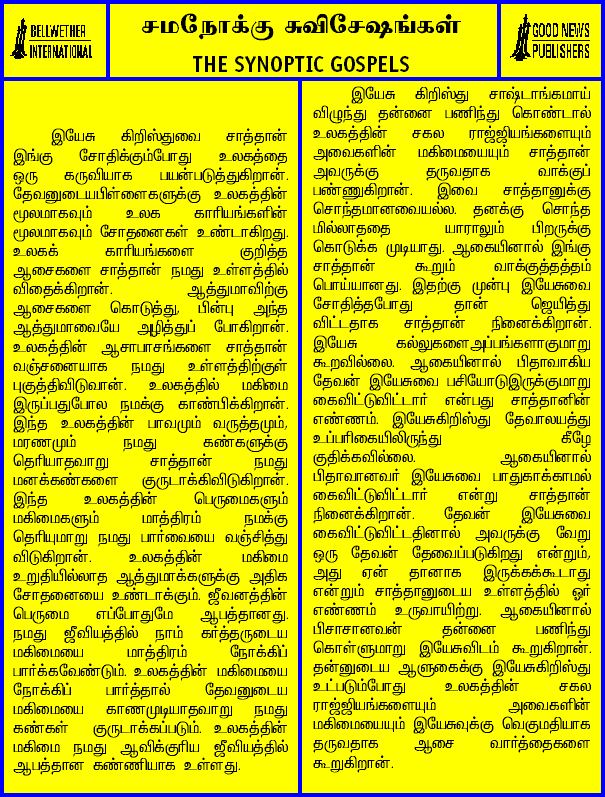 BELLWETHER
INTERNATIONAL
சமநோக்கு சுவிசேஷங்கள்
THE SYNOPTIC GOSPELS
GOOD NEWS
PUBLISHERS
இயேசு கிறிஸ்துவை சாத்தான்
இங்கு சோதிக்கும்போது உலகத்தை
ஒரு கருவியாக பயன்படுத்துகிறான்.
தேவனுடையபிள்ளைகளுக்கு உலகத்தின்
மூலமாகவும் உலக காரியங்களின்
மூலமாகவும் சோதனைகள் உண்டாகிறது.
உலகக் காரியங்களை குறித்த
ஆசைகளை சாத்தான் நமது உள்ளத்தில்
விதைக்கிறான். ஆத்துமாவிற்கு
ஆசைகளை கொடுத்து, பின்பு அந்த
ஆத்துமாவையே அழித்துப் போகிறான்.
உலகத்தின் ஆசாபாசங்களை சாத்தான்
வஞ்சனையாக நமது உள்ளத்திற்குள்
புகுத்திவிடுவான். உலகத்தில் மகிமை
இருப்பதுபோல நமக்கு காண்பிக்கிறான்.
இந்த உலகத்தின் பாவமும் வருத்தமும்,
மரணமும் நமது கண்களுக்கு
தெரியாதவாறு சாத்தான் நமது
மனக்கண்களை குருடாக்கிவிடுகிறான்.
இந்த உலகத்தின் பெருமைகளும்
மகிமைகளும் மாத்திரம் நமக்கு
தெரியுமாறு நமது பார்வையை வஞ்சித்து
விடுகிறான். உலகத்தின் மகிமை
உறுதியில்லாத ஆத்துமாக்களுக்கு அதிக
சோதனையை உண்டாக்கும். ஜீவனத்தின்
பெருமை எப்போதுமே ஆபத்தானது.
நமது ஜீவியத்தில் நாம் கர்த்தருடைய
மகிமையை மாத்திரம் நோக்கிப்
பார்க்கவேண்டும். உலகத்தின் மகிமையை
நோக்கிப் பார்த்தால் தேவனுடைய
மகிமையை காணமுடியாதவாறு நமது
கண்கள் குருடாக்கப்படும். உலகத்தின்
மகிமை நமது ஆவிக்குரிய ஜீவியத்தில்
ஆபத்தான கண்ணியாக உள்ளது.
இயேசு கிறிஸ்து சாஷ்டாங்கமாய்
விழுந்து தன்னை பணிந்து கொண்டால்
உலகத்தின் சகல ராஜ்ஜியங்களையும்
அவைகளின் மகிமையையும் சாத்தான்
அவருக்கு தருவதாக வாக்குப்
பண்ணுகிறான். இவை சாத்தானுக்கு
சொந்தமானவையல்ல. தனக்கு சொந்த
மில்லாததை யாராலும் பிறருக்கு
கொடுக்க முடியாது. ஆகையினால் இங்கு
சாத்தான் கூறும் வாக்குத்தத்தம்
பொய்யானது. இதற்கு முன்பு இயேசுவை
சோதித்தபோது தான் ஜெயித்து
விட்டதாக சாத்தான் நினைக்கிறான்.
இயேசு கல்லுகளைஅப்பங்களாகுமாறு
கூறவில்லை. ஆகையினால் பிதாவாகிய
தேவன் இயேசுவை பசியோடுஇருக்குமாறு
கைவிட்டுவிட்டார் என்பது சாத்தானின்
எண்ணம். இயேசுகிறிஸ்து தேவாலயத்து
உப்பரிகையிலிருந்து கீழே
குதிக்கவில்லை. ஆகையினால்
பிதாவானவர் இயேசுவை பாதுகாக்காமல்
கைவிட்டுவிட்டார் என்று சாத்தான்
நினைக்கிறான். தேவன் இயேசுவை
கைவிட்டுவிட்டதினால் அவருக்கு வேறு
ஒரு தேவன் தேவைப்படுகிறது என்றும்,
அது ஏன் தானாக இருக்கக்கூடாது
என்றும் சாத்தானுடைய உள்ளத்தில் ஓர்
எண்ணம் உருவாயிற்று. ஆகையினால்
பிசாசானவன் தன்னை பணிந்து
கொள்ளுமாறு இயேசுவிடம் கூறுகிறான்.
தன்னுடைய ஆளுகைக்கு இயேசுகிறிஸ்து
உட்படும்போது உலகத்தின் சகல
ராஜ்ஜியங்களையும் அவைகளின்
மகிமையையும் இயேசுவுக்கு வெகுமதியாக
தருவதாக ஆசை வார்த்தைகளை
கூறுகிறான்.